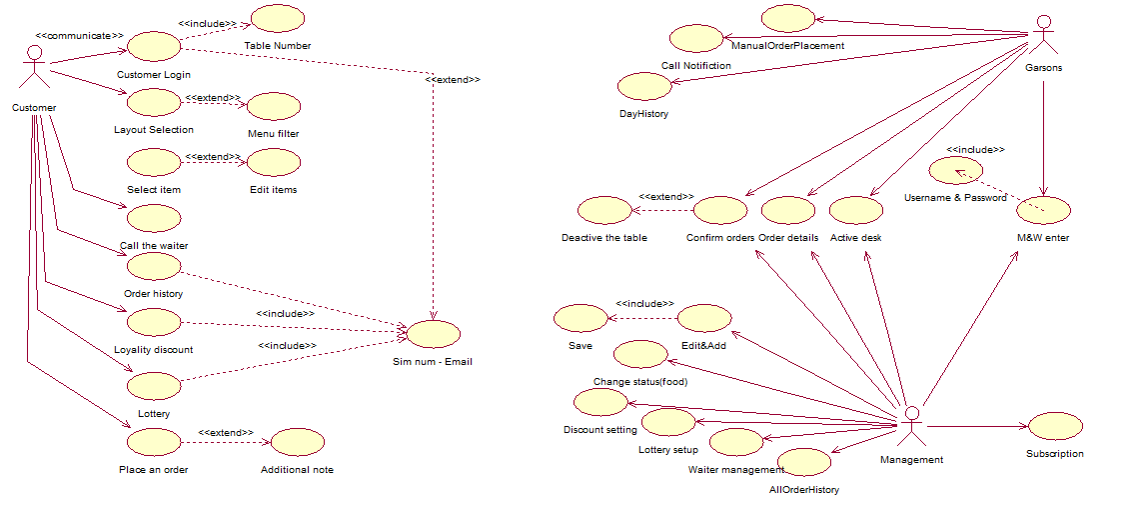 <<include>>
Table Number
<<communicate>>
Customer Login
<<extend>>
Customer
<<extend>>
Layout Selection
Menu filter
<<extend>>
Select item
Edit items
Call the waiter
Order history
<<include>>
Loyality discount
<<include>>
Sim num - Email
Lottery
<<extend>>
Place an order
Additional note
ManualOrderPlacement
Call Notifiction
Garsons
DayHistory
<<include>>
Username & Password
<<extend>>
Deactive the table
Confirm orders
Order details
Active desk
M&W enter
<<include>>
Save
Edit&Add
Change status(food)
Discount setting
Lottery setup
Waiter management
AllOrderHistory
Management
Subscription